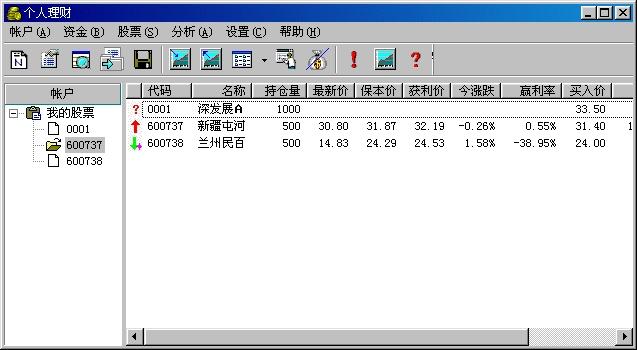 个人理财
帐户(A) 资金(B) 股票(S) 分析(A) 设置(C) 帮助(H)
帐户
我的股票
0001
600737
600738
代码 名称 持仓量 最新价 保本价 获利价 今涨跌 赢利率 买入价
0001 深发展A 1000 33.50
600737 新疆屯河 500 30.80 31.87 32.19 -0.26% 0.55% 31.40 1
600738 兰州民百 500 14.83 24.29 24.53 1.58% -38.95% 24.00